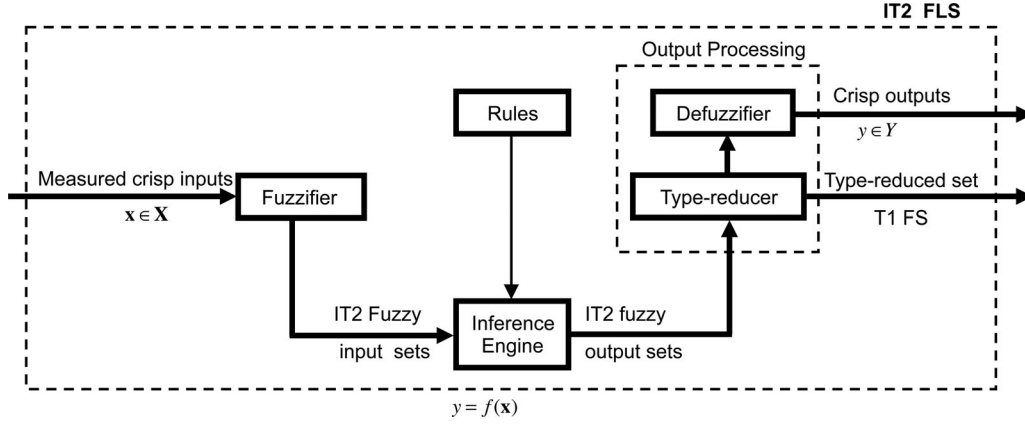 IT2 FLS
Output Processing
Rules
Defuzzifier
Crisp outputs
y ∈ Y
Measured crisp inputs
x ∈ X
Fuzzifier
Type-reducer
Type-reduced set
T1 FS
IT2 Fuzzy
input sets
Inference
Engine
IT2 fuzzy
output sets
y = f(x)